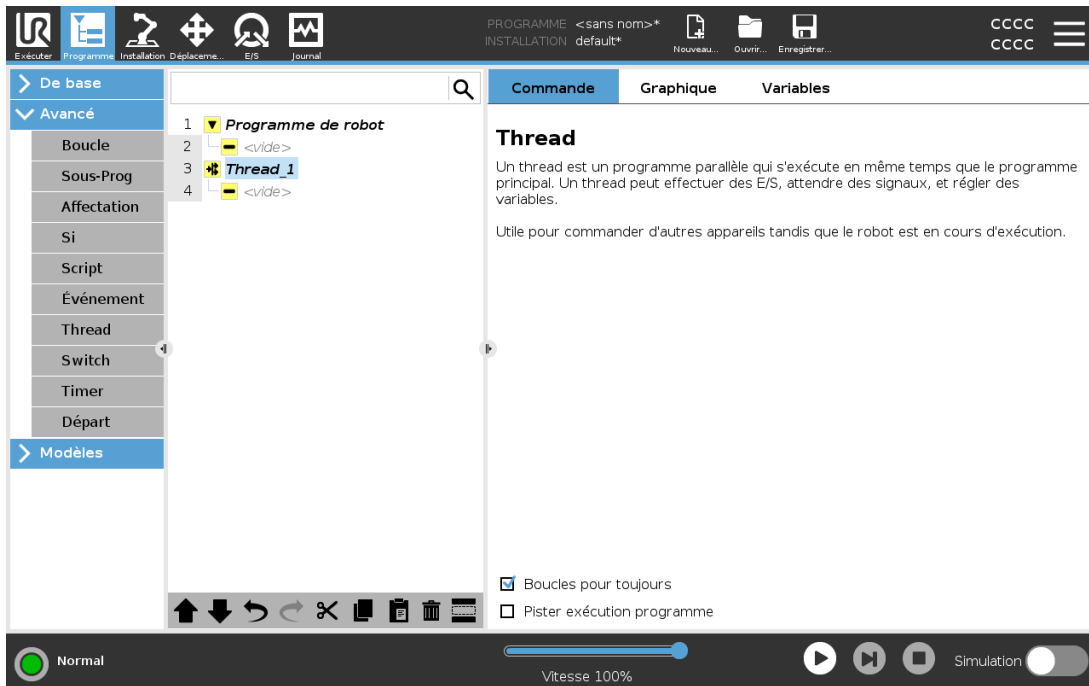 PROGRAMME <sans nom>*
INSTALLATION default*
CCCC
CCCC
Exécuter Programme Installation Déplaceme... E/S Journal Nouveau... Ouvrir... Enregistrer...
De base
Avancé
Boucle
Sous-Prog
Affectation
Si
Script
Événement
Thread
Switch
Timer
Départ
Modèles
1 Programme de robot
2 <vide>
3 Thread_1
4 <vide>
Commande Graphique Variables
Thread
Un thread est un programme parallèle qui s'exécute en même temps que le programme
principal. Un thread peut effectuer des E/S, attendre des signaux, et régler des
variables.
Utile pour commander d'autres appareils tandis que le robot est en cours d'exécution.
Boucles pour toujours
Pister exécution programme
Normal
Vitesse 100%
Simulation